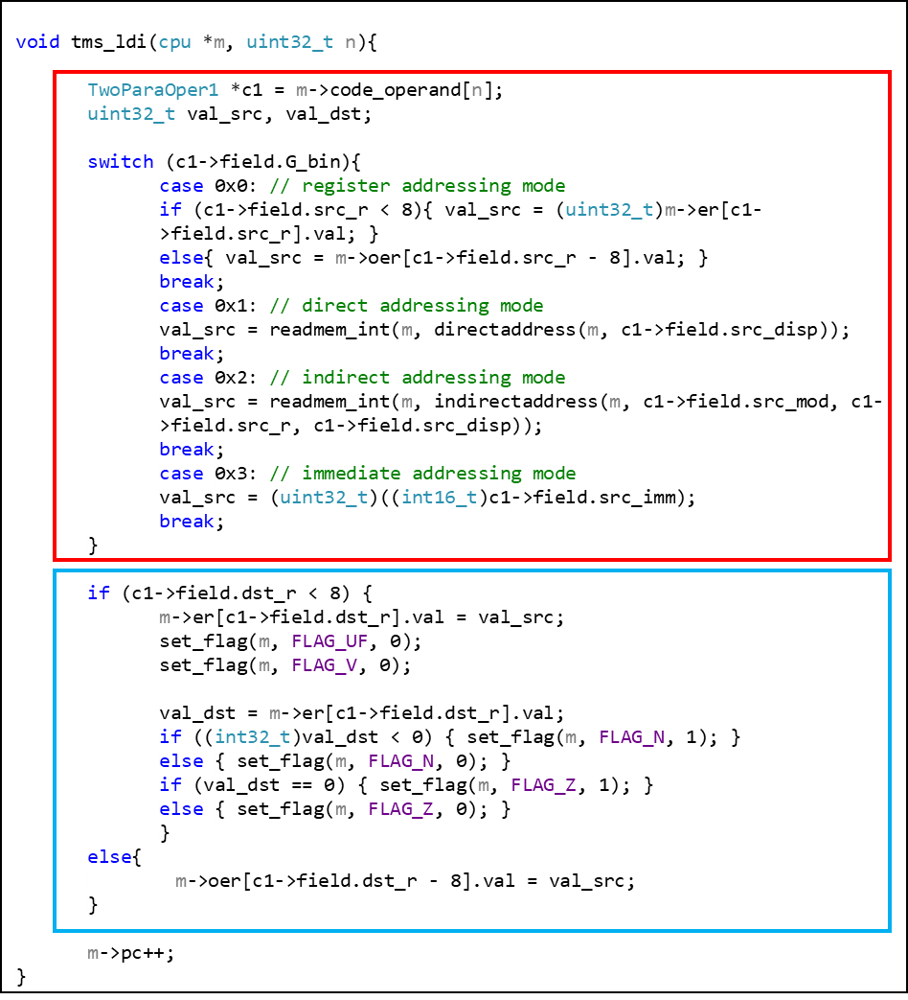 void tms_ldi(cpu *m, uint32_t n){
TwoParaOper1 *c1 = m->code_operand[n];
uint32_t val_src, val_dst;
switch (c1->field.G_bin){
case 0x0: // register addressing mode
if (c1->field.src_r < 8){ val_src = (uint32_t)m->er[c1-
>field.src_r].val; }
else{ val_src = m->oer[c1->field.src_r - 8].val; }
break;
case 0x1: // direct addressing mode
val_src = readmem_int(m, directaddress(m, c1->field.src_disp));
break;
case 0x2: // indirect addressing mode
val_src = readmem_int(m, indirectaddress(m, c1->field.src_mod, c1-
>field.src_r, c1->field.src_disp));
break;
case 0x3: // immediate addressing mode
val_src = (uint32_t)((int16_t)c1->field.src_imm);
break;
}
if (c1->field.dst_r < 8) {
m->er[c1->field.dst_r].val = val_src;
set_flag(m, FLAG_UF, 0);
set_flag(m, FLAG_V, 0);
val_dst = m->er[c1->field.dst_r].val;
if ((int32_t)val_dst < 0) { set_flag(m, FLAG_N, 1); }
else { set_flag(m, FLAG_N, 0); }
if (val_dst == 0) { set_flag(m, FLAG_Z, 1); }
else { set_flag(m, FLAG_Z, 0); }
}
else{
m->oer[c1->field.dst_r - 8].val = val_src;
}
m->pc++;
}